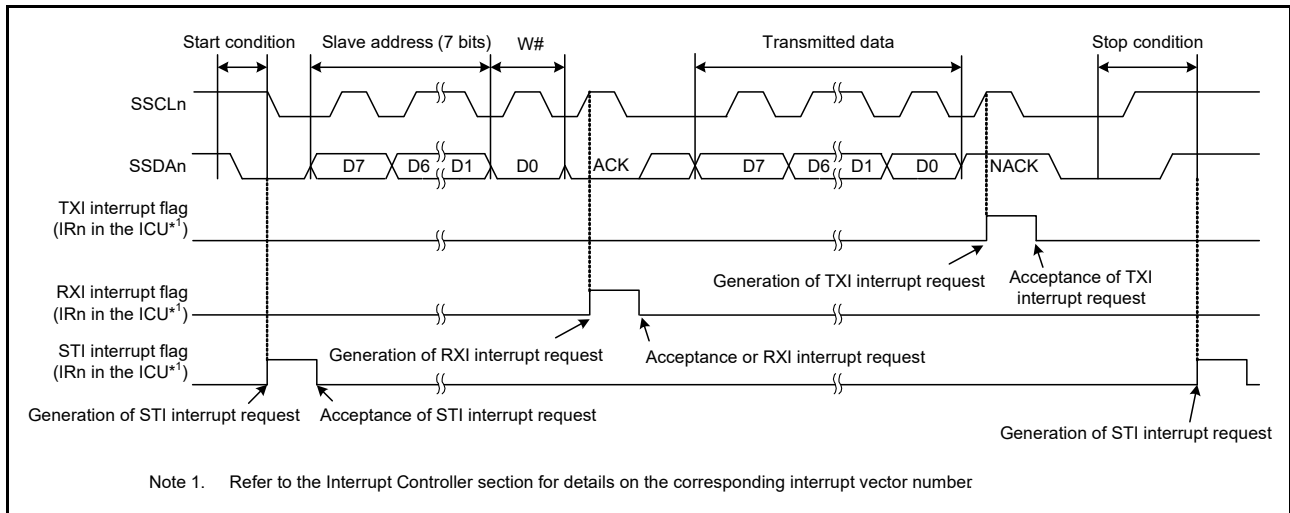 Start condition Slave address (7 bits) W# Transmitted data Stop condition
SSCLn
SSDAn D7 D6 D1 D0 ACK D7 D6 D1 D0 NACK
TXI interrupt flag
(IRn in the ICU*1)
Generation of TXI interrupt request
Acceptance of TXI
interrupt request
RXI interrupt flag
(IRn in the ICU*1)
Generation of RXI interrupt request
Acceptance or RXI interrupt request
STI interrupt flag
(IRn in the ICU*1)
Generation of STI interrupt request
Acceptance of STI interrupt request
Generation of STI interrupt request
Note 1. Refer to the Interrupt Controller section for details on the corresponding interrupt vector number